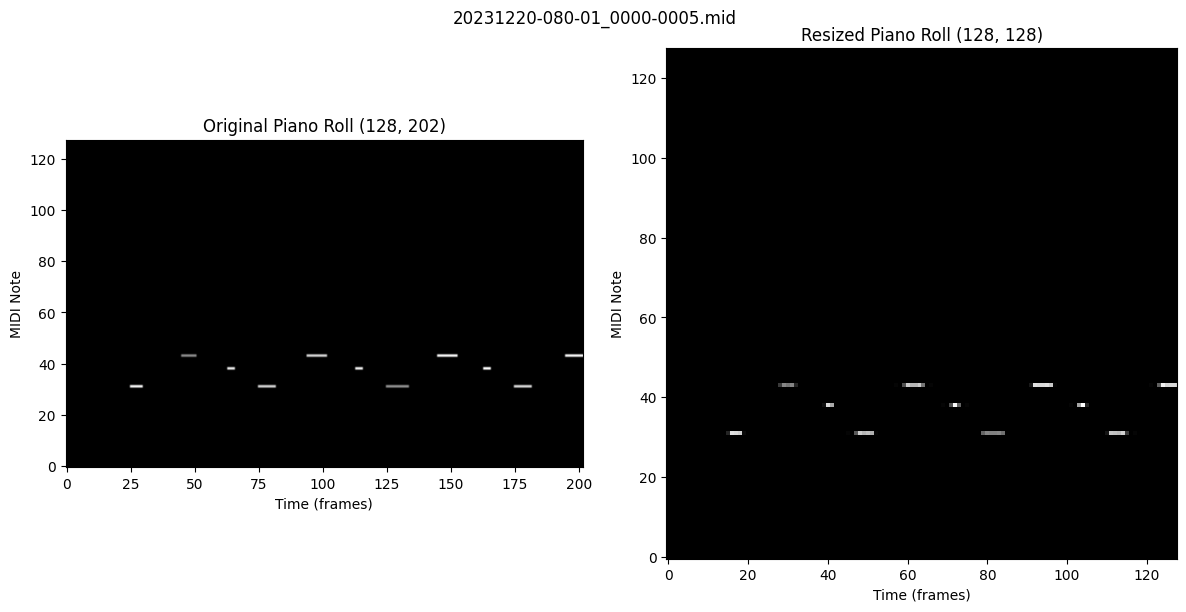 20231220-080-01_0000-0005.mid
Original Piano Roll (128, 202)
MIDI Note
120
100
80
60
40
20
0
0 25 50 75 100 125 150 175 200
Time (frames)
Resized Piano Roll (128, 128)
MIDI Note
120
100
80
60
40
20
0
0 20 40 60 80 100 120
Time (frames)